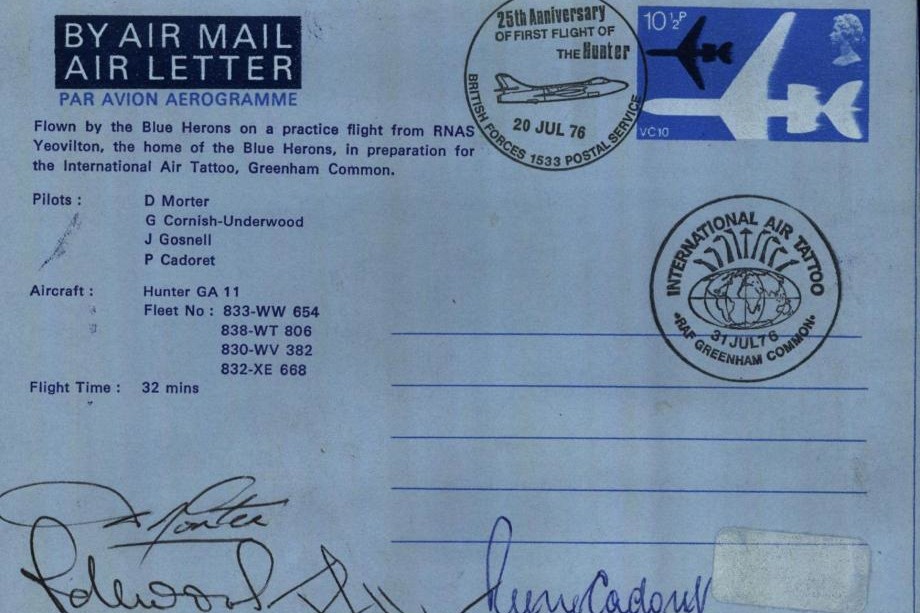 BY AIR MAIL
AIR LETTER
PAR AVION AEROGRAMME
25th Anniversary
OF FIRST FLIGHT OF
THE Hunter
20 JUL 76
BRITISH FORCES 1533 POSTAL SERVICE
10½P
VC10
Flown by the Blue Herons on a practice flight from RNAS
Yeovilton, the home of the Blue Herons, in preparation for
the International Air Tattoo, Greenham Common.
Pilots : D Morter
G Cornish-Underwood
J Gosnell
P Cadoret
INTERNATIONAL AIR TATTOO
31 JUL 76
•RAF GREENHAM COMMON•
Aircraft : Hunter GA 11
Fleet No : 833-WW 654
838-WT 806
830-WV 382
832-XE 668
Flight Time : 32 mins
Morter
Cadoret